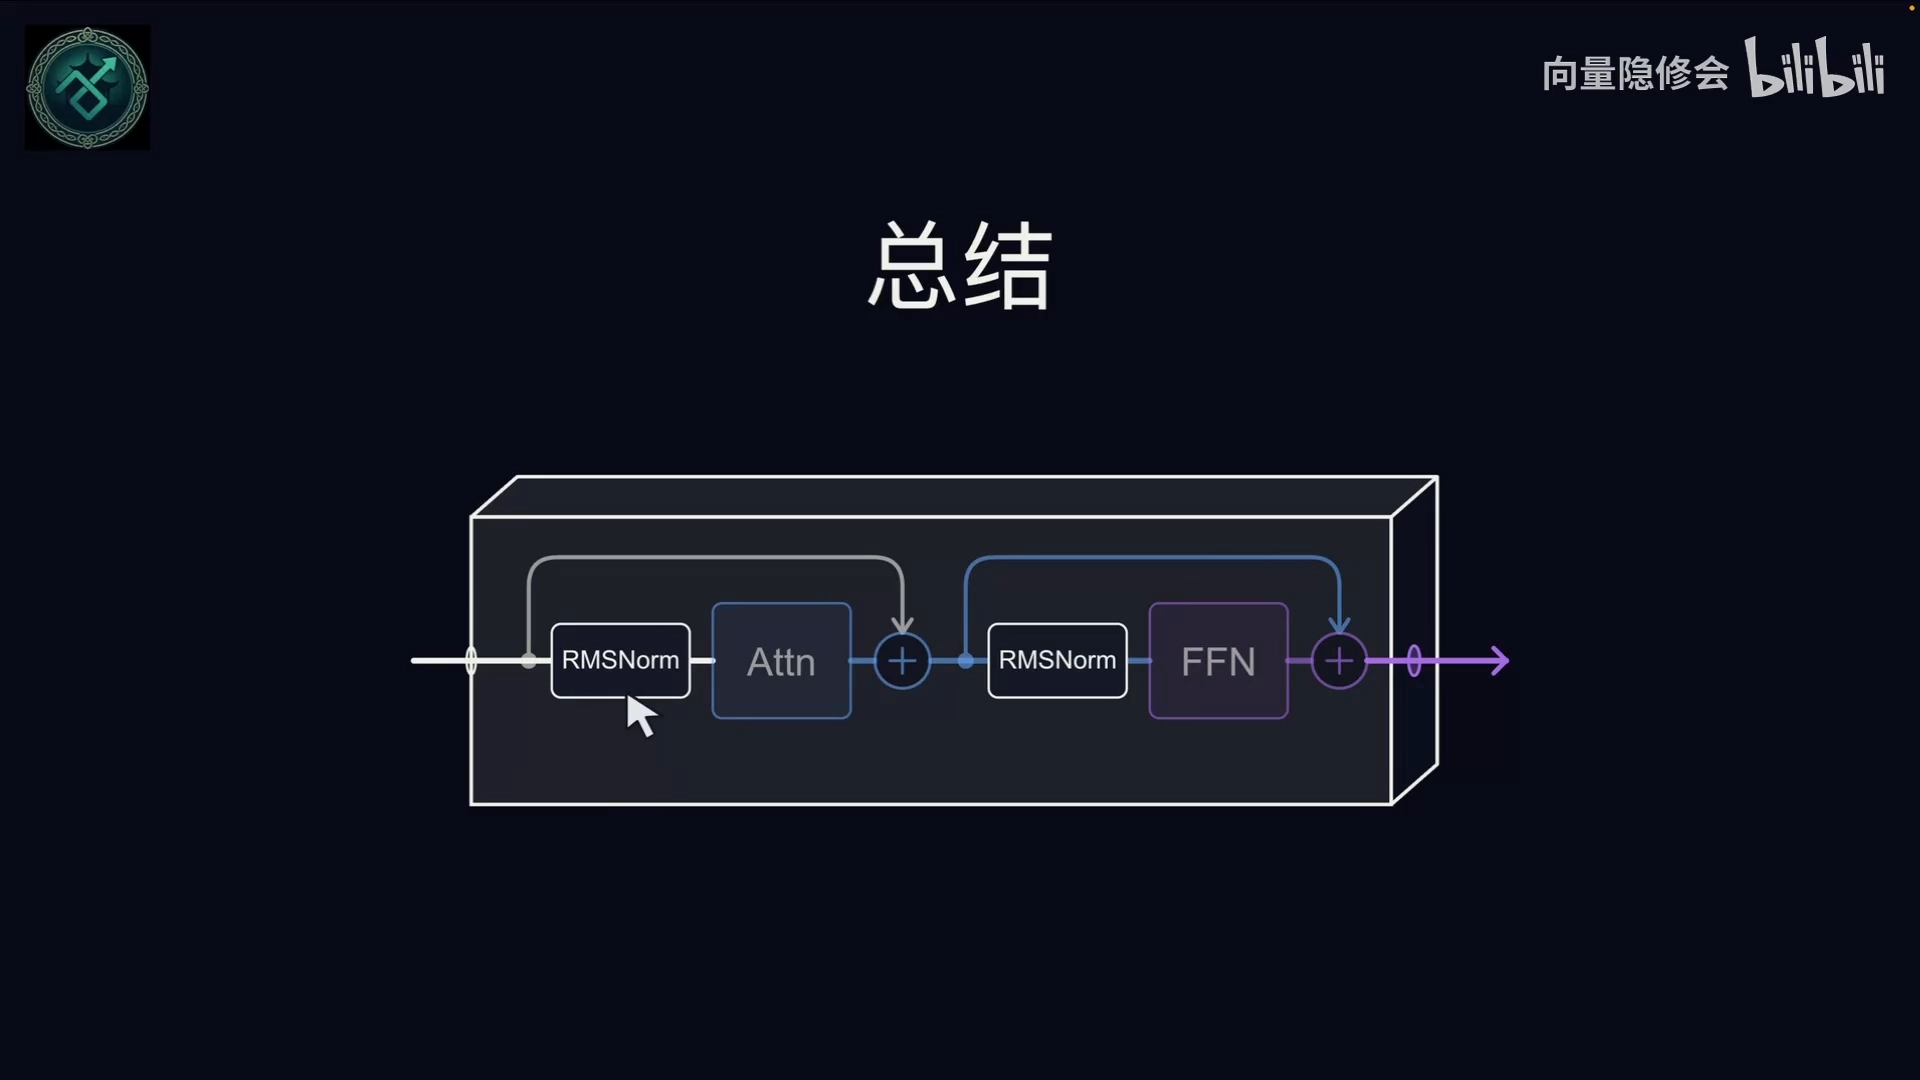 向量隐修会 bilibili
总结
RMSNorm
Attn
RMSNorm
FFN